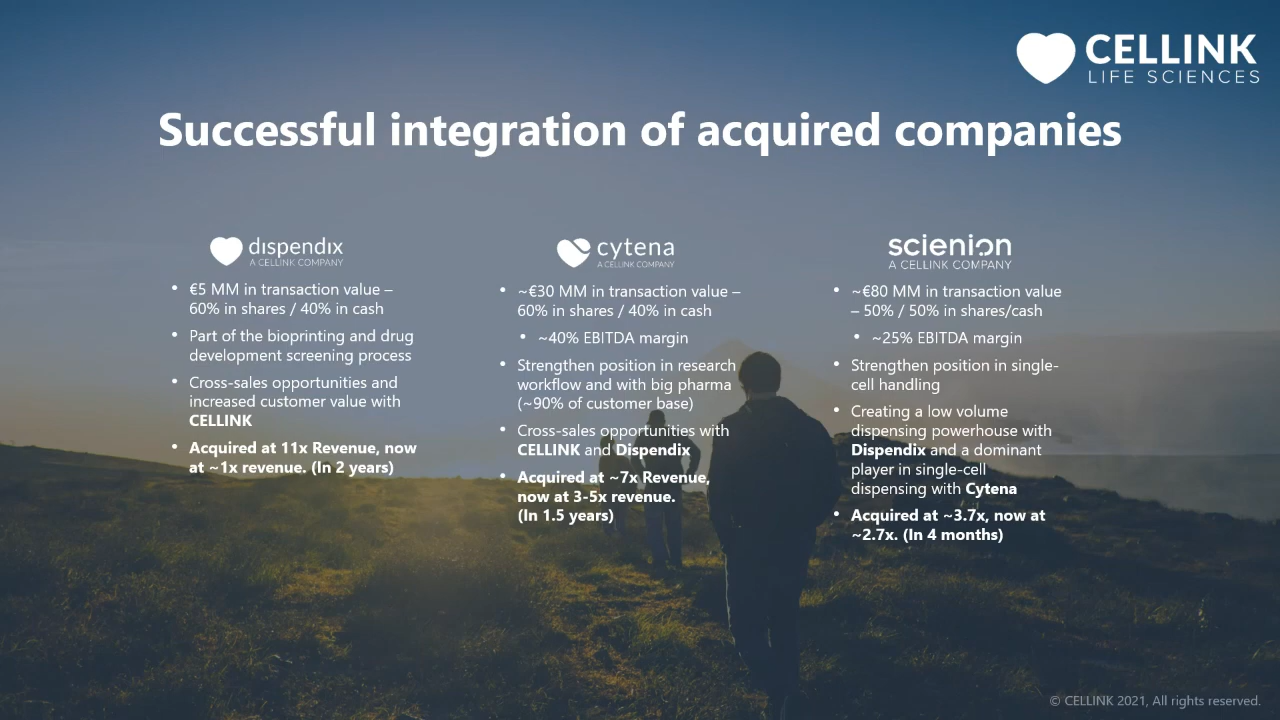 CELLINK
LIFE SCIENCES
Successful integration of acquired companies
dispendix
A CELLINK COMPANY
• €5 MM in transaction value –
60% in shares / 40% in cash
• Part of the bioprinting and drug
development screening process
• Cross-sales opportunities and
increased customer value with
CELLINK
• Acquired at 11x Revenue, now
at ~1x revenue. (In 2 years)
cytena
A CELLINK COMPANY
• ~€30 MM in transaction value –
60% in shares / 40% in cash
• ~40% EBITDA margin
• Strengthen position in research
workflow and with big pharma
(~90% of customer base)
• Cross-sales opportunities with
CELLINK and Dispendix
• Acquired at ~7x Revenue,
now at 3-5x revenue.
(In 1.5 years)
scienion
A CELLINK COMPANY
• ~€80 MM in transaction value
– 50% / 50% in shares/cash
• ~25% EBITDA margin
• Strengthen position in single-
cell handling
• Creating a low volume
dispensing powerhouse with
Dispendix and a dominant
player in single-cell
dispensing with Cytena
• Acquired at ~3.7x, now at
~2.7x. (In 4 months)
© CELLINK 2021, All rights reserved.